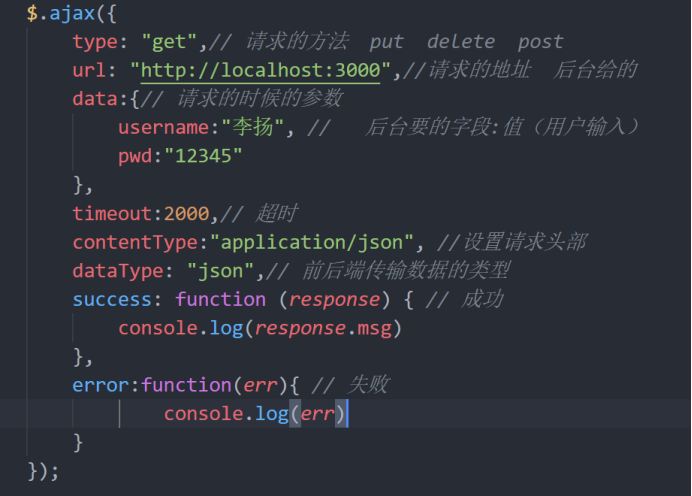 $.ajax({
type: "get",// 请求的方法 put delete post
url: "http://localhost:3000",//请求的地址 后台给的
data:{// 请求的时候的参数
username:"李扬", // 后台要的字段:值（用户输入）
pwd:"12345"
},
timeout:2000,// 超时
contentType:"application/json", //设置请求头部
dataType: "json",// 前后端传输数据的类型
success: function (response) { // 成功
console.log(response.msg)
},
error:function(err){ // 失败
console.log(err)
}
});